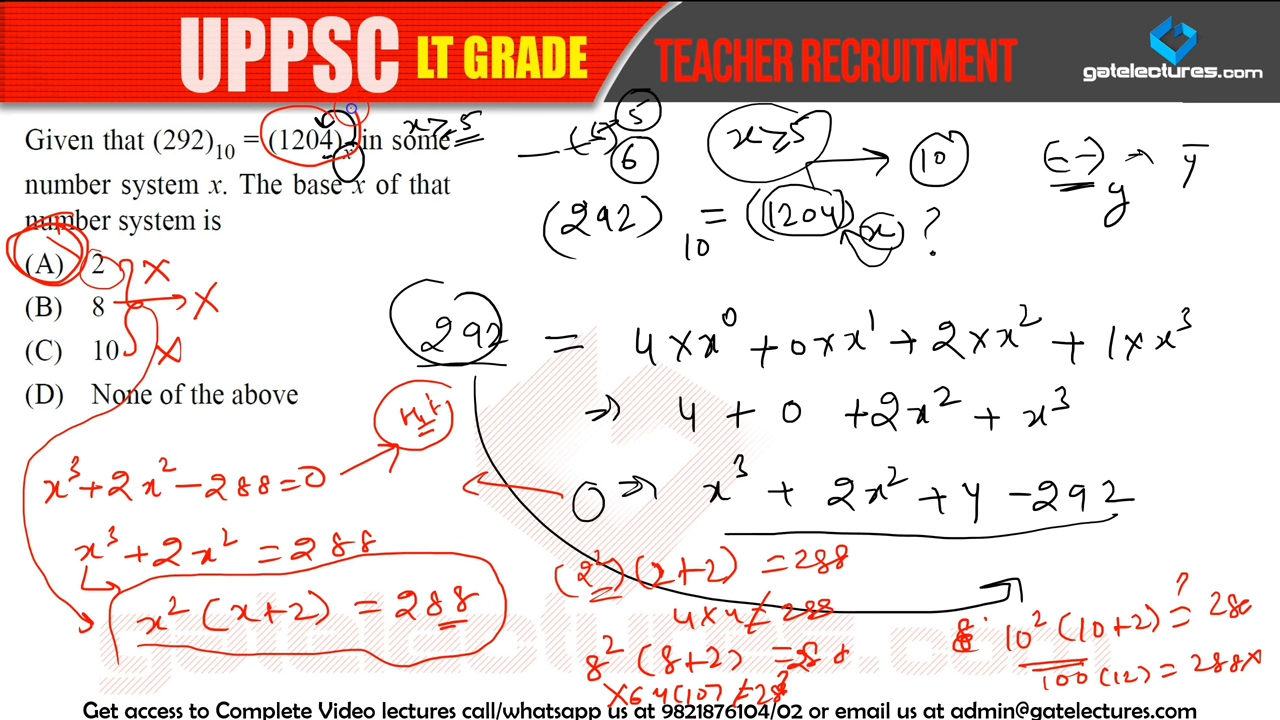 UPPSC LT GRADE TEACHER RECRUITMENT
gatelectures.com
Given that (292)₁₀ = (1204)ₓ in some
number system x. The base x of that
number system is
(A) 2
(B) 8
(C) 10
(D) None of the above
x ≥ 5
5
6
x ≥ 5
10
y
ȳ
(292)₁₀ = (1204)ₓ ?
292 = 4×x⁰ + 0×x¹ + 2×x² + 1×x³
⇒ 4 + 0 + 2x² + x³
0 ⇒ x³ + 2x² + 4 - 292
x³ + 2x² - 288 = 0
x³ + 2x² = 288
x² (x+2) = 288
(2²) (2+2) = 288
4×4 ≠ 288
8² (8+2) = 288
10² (10+2) =
?
100 (12) = 288 ×
gatelectures.com
Get access to Complete Video lectures call/whatsapp us at 9821876104/02 or email us at admin@gatelectures.com